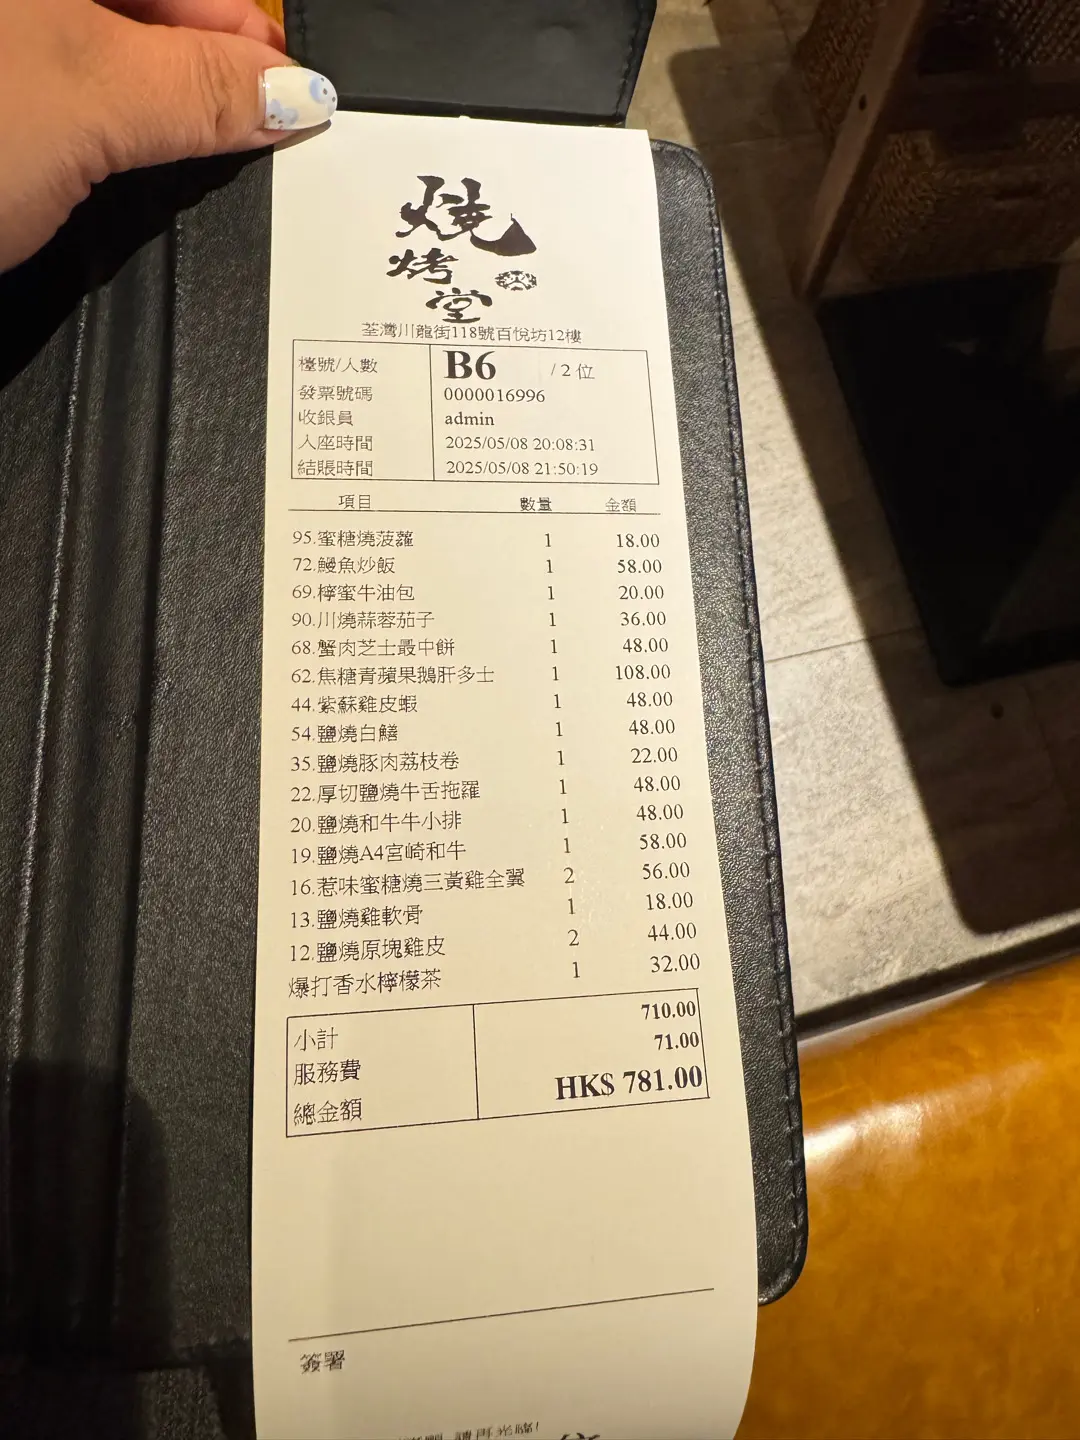 燒
烤
堂
荃灣川龍街118號百悅坊12樓
檯號/人數 B6 / 2 位
發票號碼 0000016996
收銀員 admin
入座時間 2025/05/08 20:08:31
結賬時間 2025/05/08 21:50:19
項目 數量 金額
95.蜜糖燒菠蘿 1 18.00
72.鰻魚炒飯 1 58.00
69.檸蜜牛油包 1 20.00
90.川燒蒜蓉茄子 1 36.00
68.蟹肉芝士最中餅 1 48.00
62.焦糖青蘋果鵝肝多士 1 108.00
44.紫蘇雞皮蝦 1 48.00
54.鹽燒白鱔 1 48.00
35.鹽燒豚肉荔枝卷 1 22.00
22.厚切鹽燒牛舌拖羅 1 48.00
20.鹽燒和牛牛小排 1 48.00
19.鹽燒A4宮崎和牛 1 58.00
16.惹味蜜糖燒三黃雞全翼 2 56.00
13.鹽燒雞軟骨 1 18.00
12.鹽燒原塊雞皮 2 44.00
爆打香水檸檬茶 1 32.00
小計 710.00
服務費 71.00
總金額 HK$ 781.00
簽署
請再光臨!